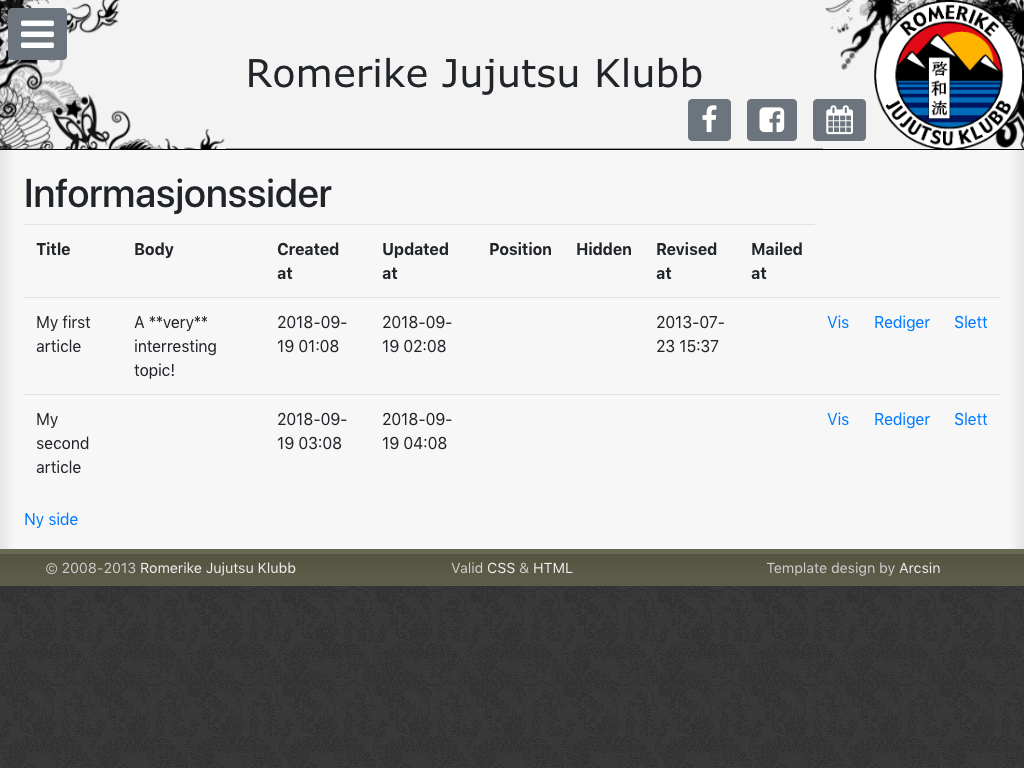 Romerike Jujutsu Klubb
ROMERIKE
啓和流
JUJUTSU KLUBB
Informasjonssider
Title Body Created at Updated at Position Hidden Revised at Mailed at
My first article A **very** interresting topic! 2018-09-19 01:08 2018-09-19 02:08 2013-07-23 15:37 Vis Rediger Slett
My second article 2018-09-19 03:08 2018-09-19 04:08 Vis Rediger Slett
Ny side
© 2008-2013 Romerike Jujutsu Klubb Valid CSS & HTML Template design by Arcsin